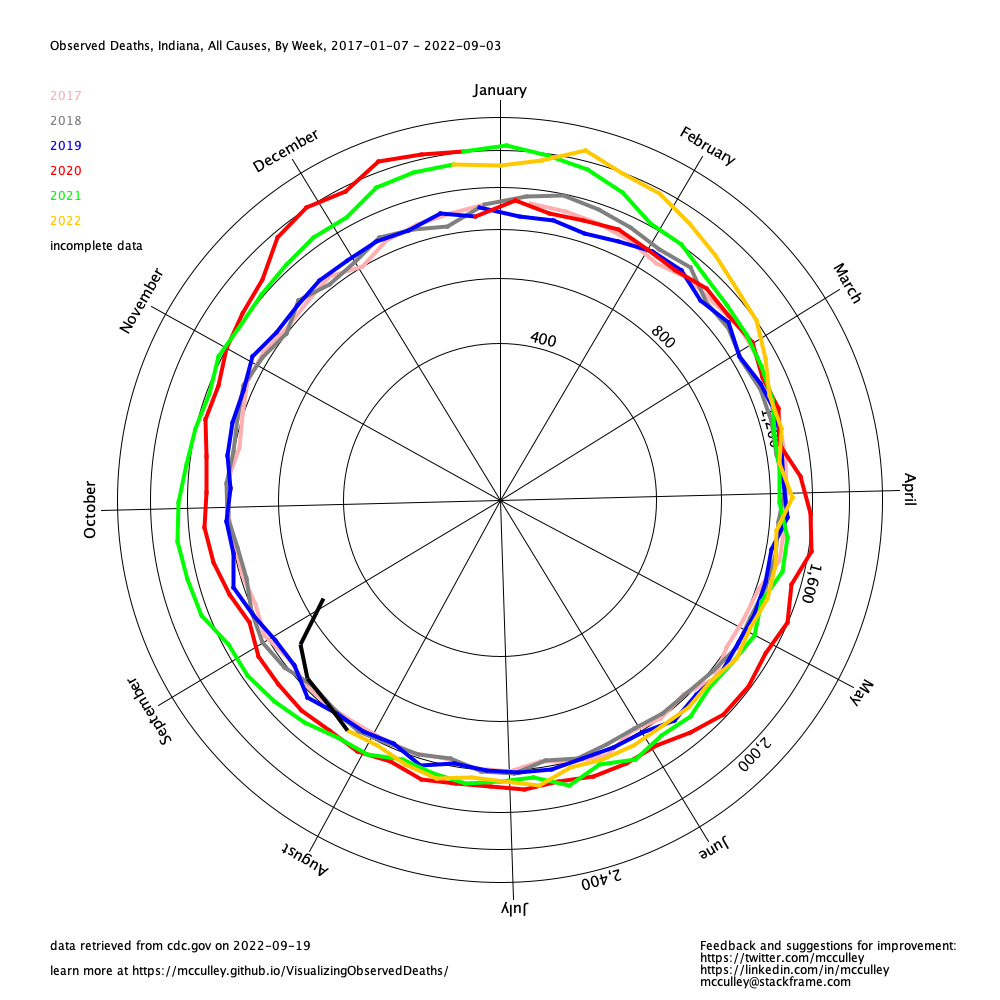 Observed Deaths, Indiana, All Causes, By Week, 2017-01-07 - 2022-09-03
2017
2018
2019
2020
2021
2022
incomplete data
January
February
March
April
May
June
July
August
September
October
November
December
400
800
1,200
1,600
2,000
2,400
data retrieved from cdc.gov on 2022-09-19
learn more at https://mcculley.github.io/VisualizingObservedDeaths/
Feedback and suggestions for improvement:
https://twitter.com/mcculley
https://linkedin.com/in/mcculley
mcculley@stackframe.com